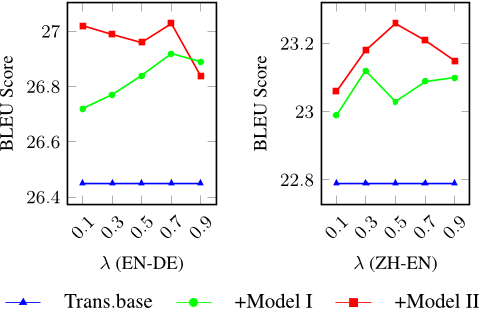 27
26.8
26.6
26.4
BLEU Score
0.1 0.3 0.5 0.7 0.9
λ (EN-DE)
23.2
23
22.8
BLEU Score
0.1 0.3 0.5 0.7 0.9
λ (ZH-EN)
Trans.base +Model I +Model II